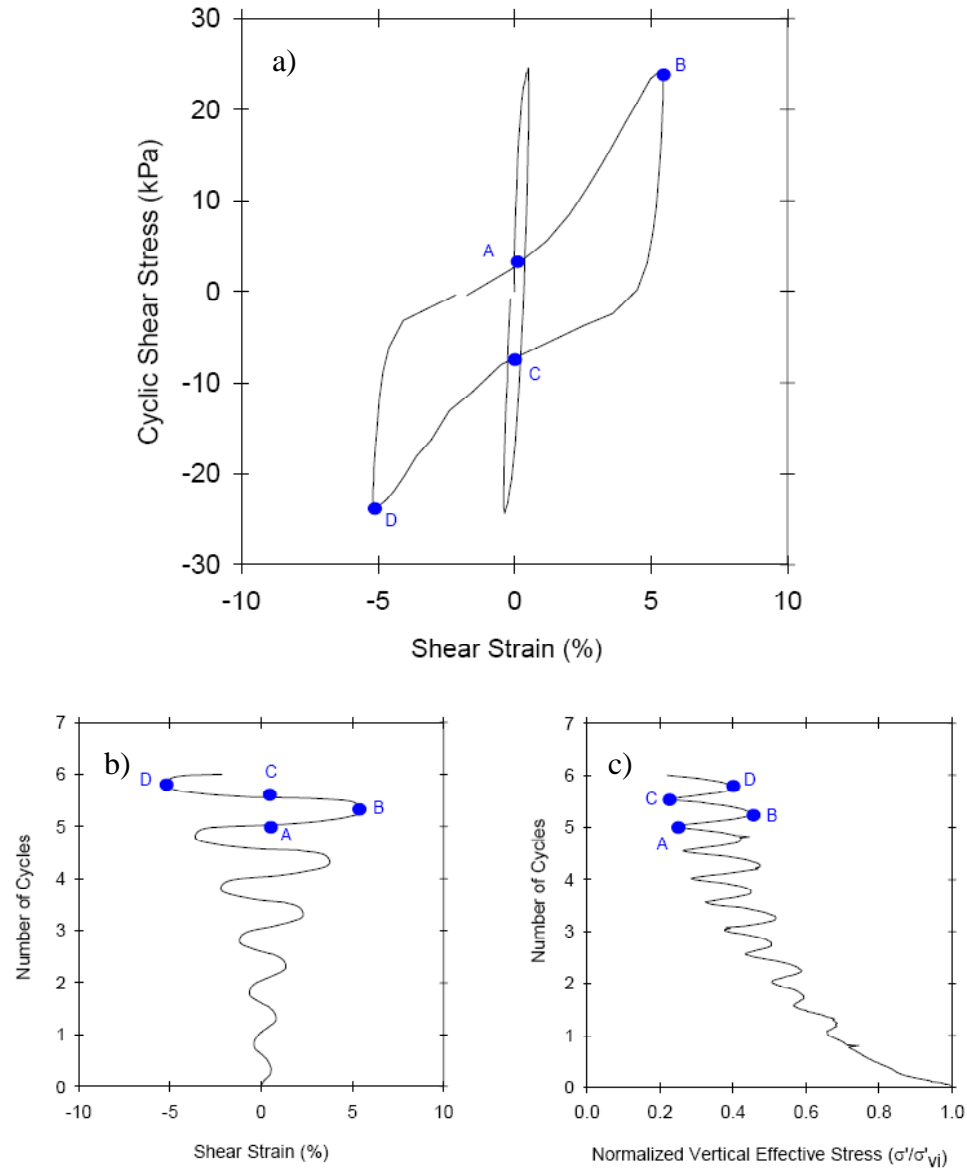 a)
30
20
10
0
-10
-20
-30
Cyclic Shear Stress (kPa)
A
B
C
D
-10 -5 0 5 10
Shear Strain (%)
b)
7
6
5
4
3
2
1
0
Number of Cycles
D
C
B
A
-10 -5 0 5 10
Shear Strain (%)
c)
7
6
5
4
3
2
1
0
Number of Cycles
D
C
B
A
0.0 0.2 0.4 0.6 0.8 1.0
Normalized Vertical Effective Stress (σ'/σ'vi)